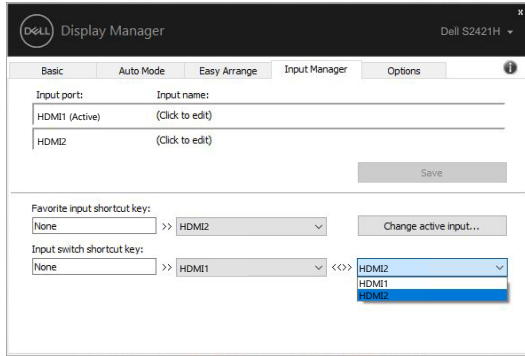 DELL Display Manager
Dell S2421H
Basic Auto Mode Easy Arrange Input Manager Options
Input port: Input name:
HDMI1 (Active) (Click to edit)
HDMI2 (Click to edit)
Save
Favorite input shortcut key:
None >> HDMI2 Change active input...
Input switch shortcut key:
None >> HDMI1 <<>> HDMI2
HDMI1
HDMI2